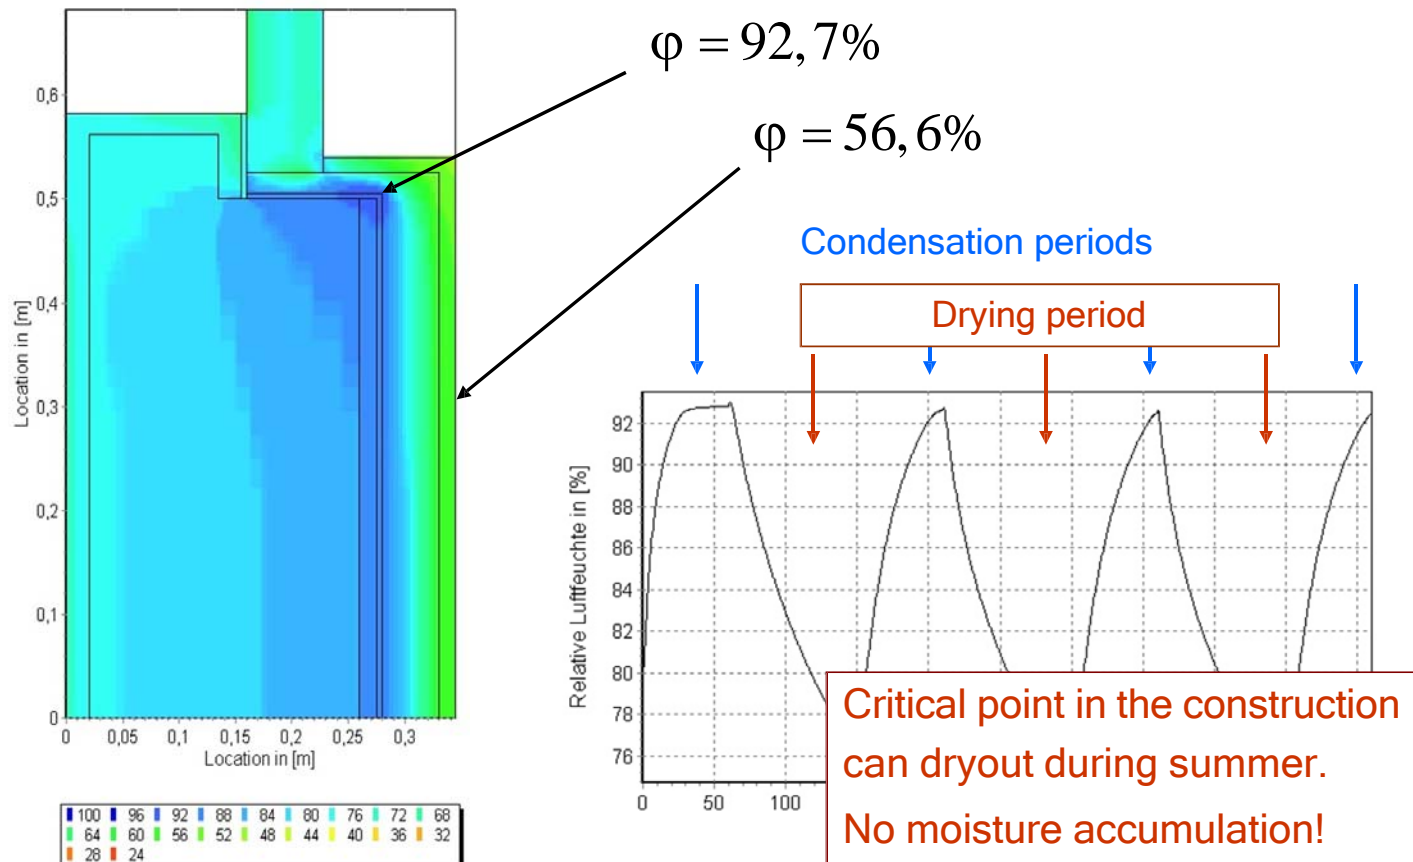 φ = 92,7%
φ = 56,6%
0,6
0,5
0,4
0,3
0,2
0,1
0
Location in [m]
0 0,05 0,1 0,15 0,2 0,25 0,3
Location in [m]
100 96 92 88 84 80 76 72 68
64 60 56 52 48 44 40 36 32
28 24
Condensation periods
Drying period
92
90
88
86
84
82
80
78
76
Relative Luftfeuchte in [%]
0 50 100
Critical point in the construction
can dryout during summer.
No moisture accumulation!